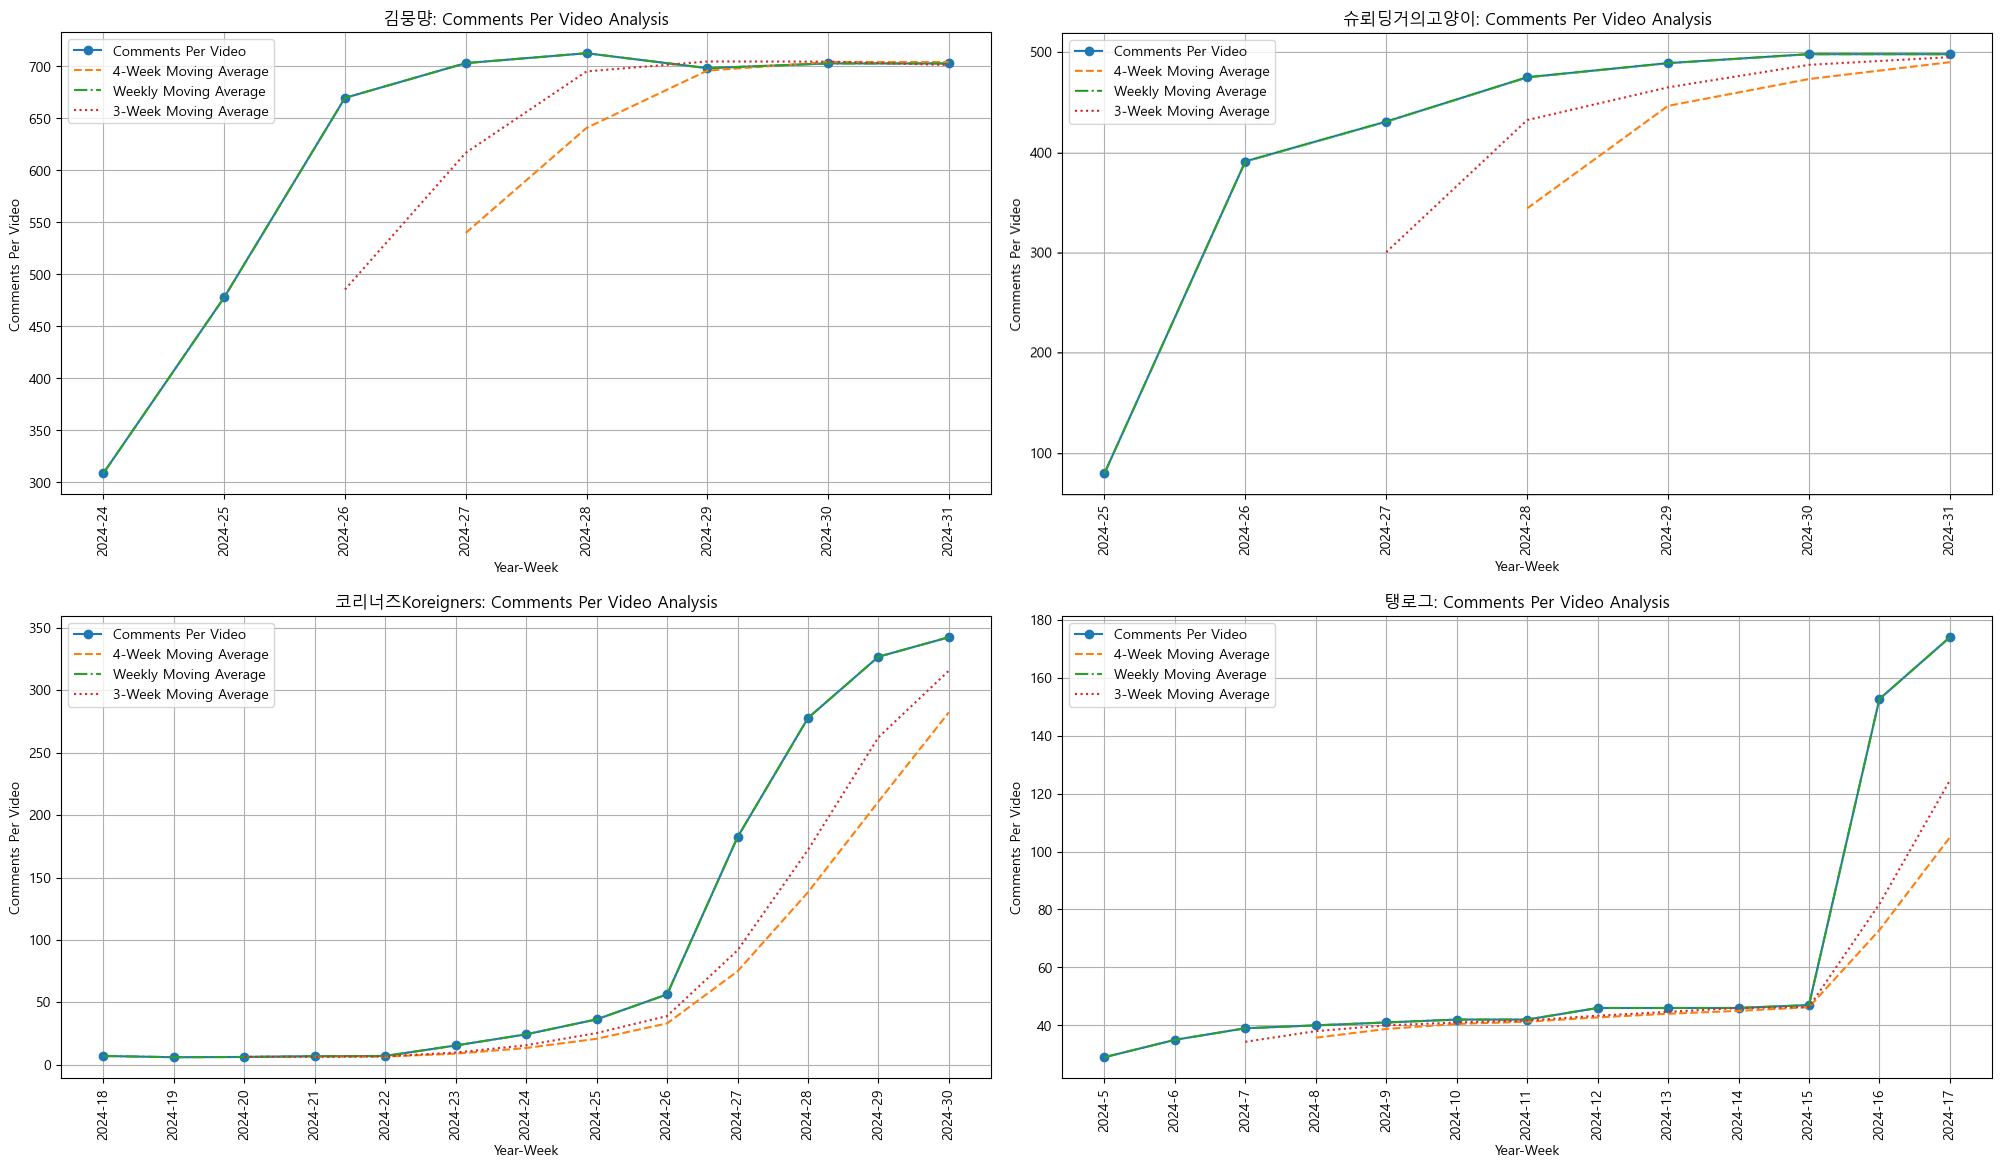 김뭉먕: Comments Per Video Analysis
Comments Per Video
4-Week Moving Average
Weekly Moving Average
3-Week Moving Average
Comments Per Video
700
650
600
550
500
450
400
350
300
2024-24
2024-25
2024-26
2024-27
2024-28
2024-29
2024-30
2024-31
Year-Week
슈뢰딩거의고양이: Comments Per Video Analysis
Comments Per Video
4-Week Moving Average
Weekly Moving Average
3-Week Moving Average
Comments Per Video
500
400
300
200
100
2024-25
2024-26
2024-27
2024-28
2024-29
2024-30
2024-31
Year-Week
코리너즈Koreigners: Comments Per Video Analysis
Comments Per Video
4-Week Moving Average
Weekly Moving Average
3-Week Moving Average
Comments Per Video
350
300
250
200
150
100
50
0
2024-18
2024-19
2024-20
2024-21
2024-22
2024-23
2024-24
2024-25
2024-26
2024-27
2024-28
2024-29
2024-30
Year-Week
탱로그: Comments Per Video Analysis
Comments Per Video
4-Week Moving Average
Weekly Moving Average
3-Week Moving Average
Comments Per Video
180
160
140
120
100
80
60
40
2024-5
2024-6
2024-7
2024-8
2024-9
2024-10
2024-11
2024-12
2024-13
2024-14
2024-15
2024-16
2024-17
Year-Week